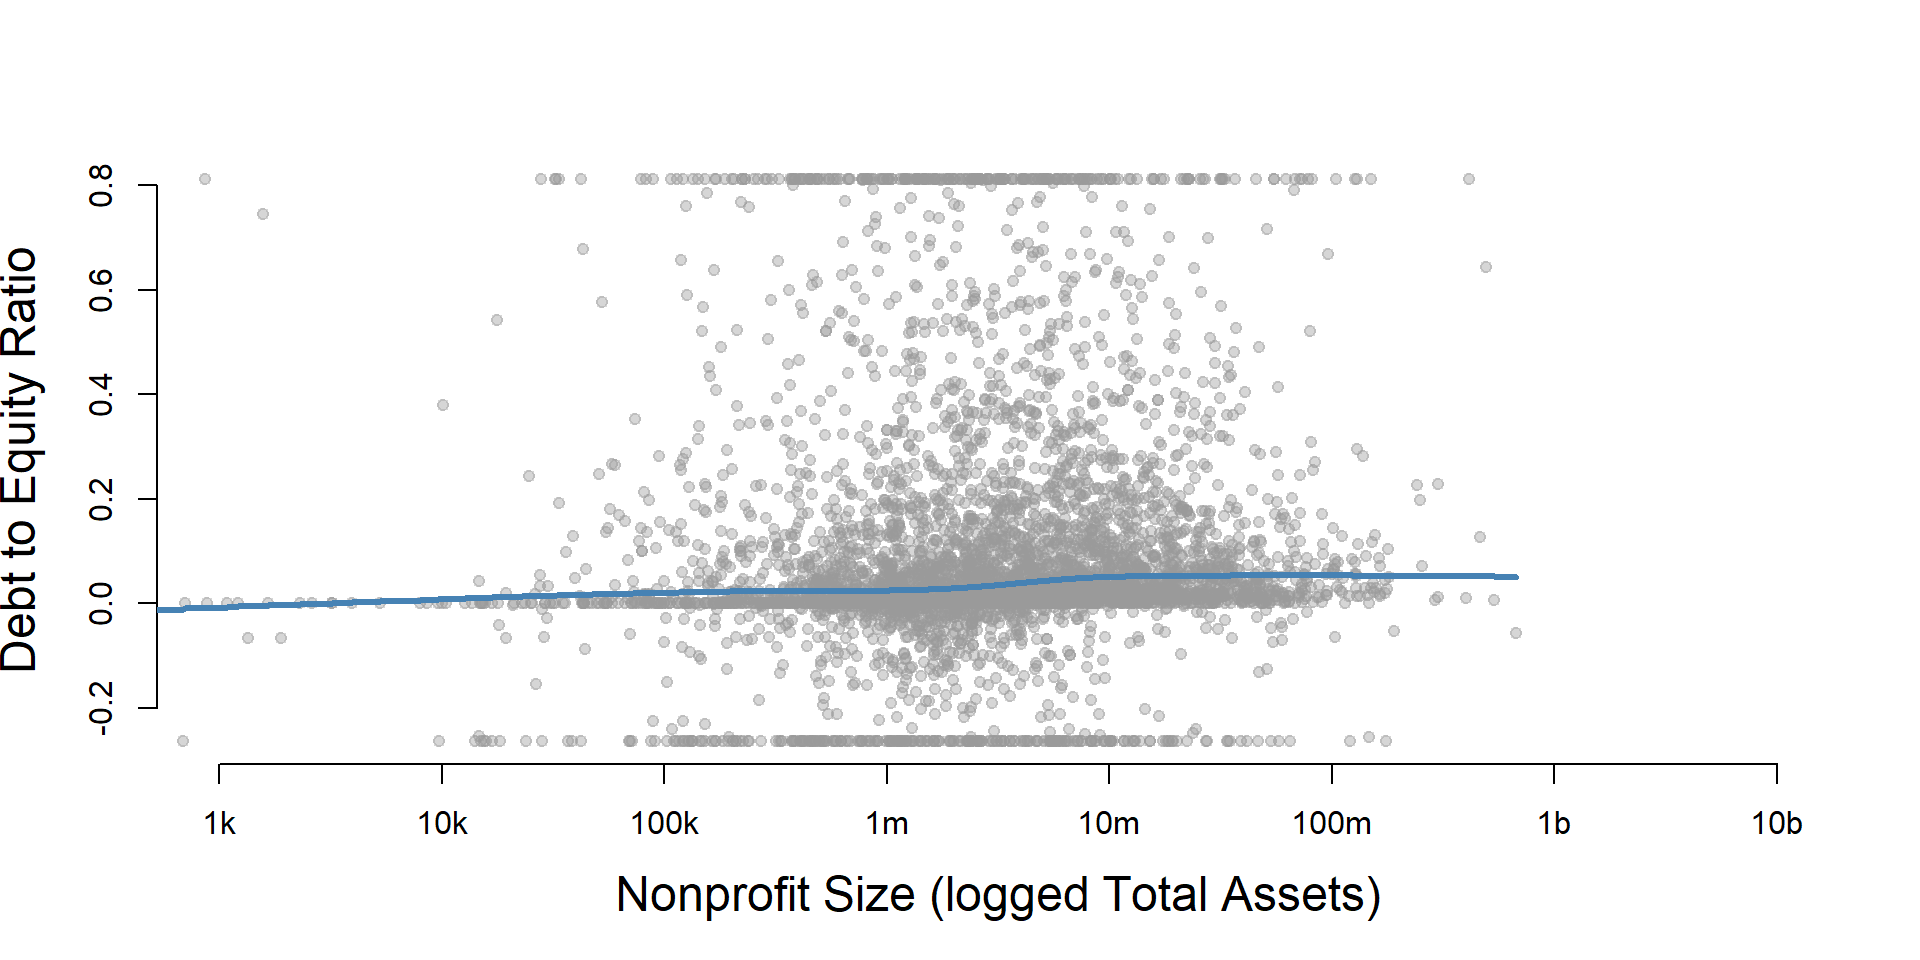 Debt to Equity Ratio
0.8
0.6
0.4
0.2
0.0
-0.2
1k 10k 100k 1m 10m 100m 1b 10b
Nonprofit Size (logged Total Assets)